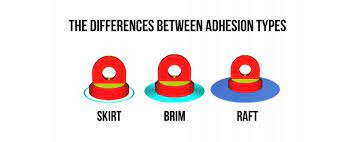 THE DIFFERENCES BETWEEN ADHESION TYPES
SKIRT BRIM RAFT